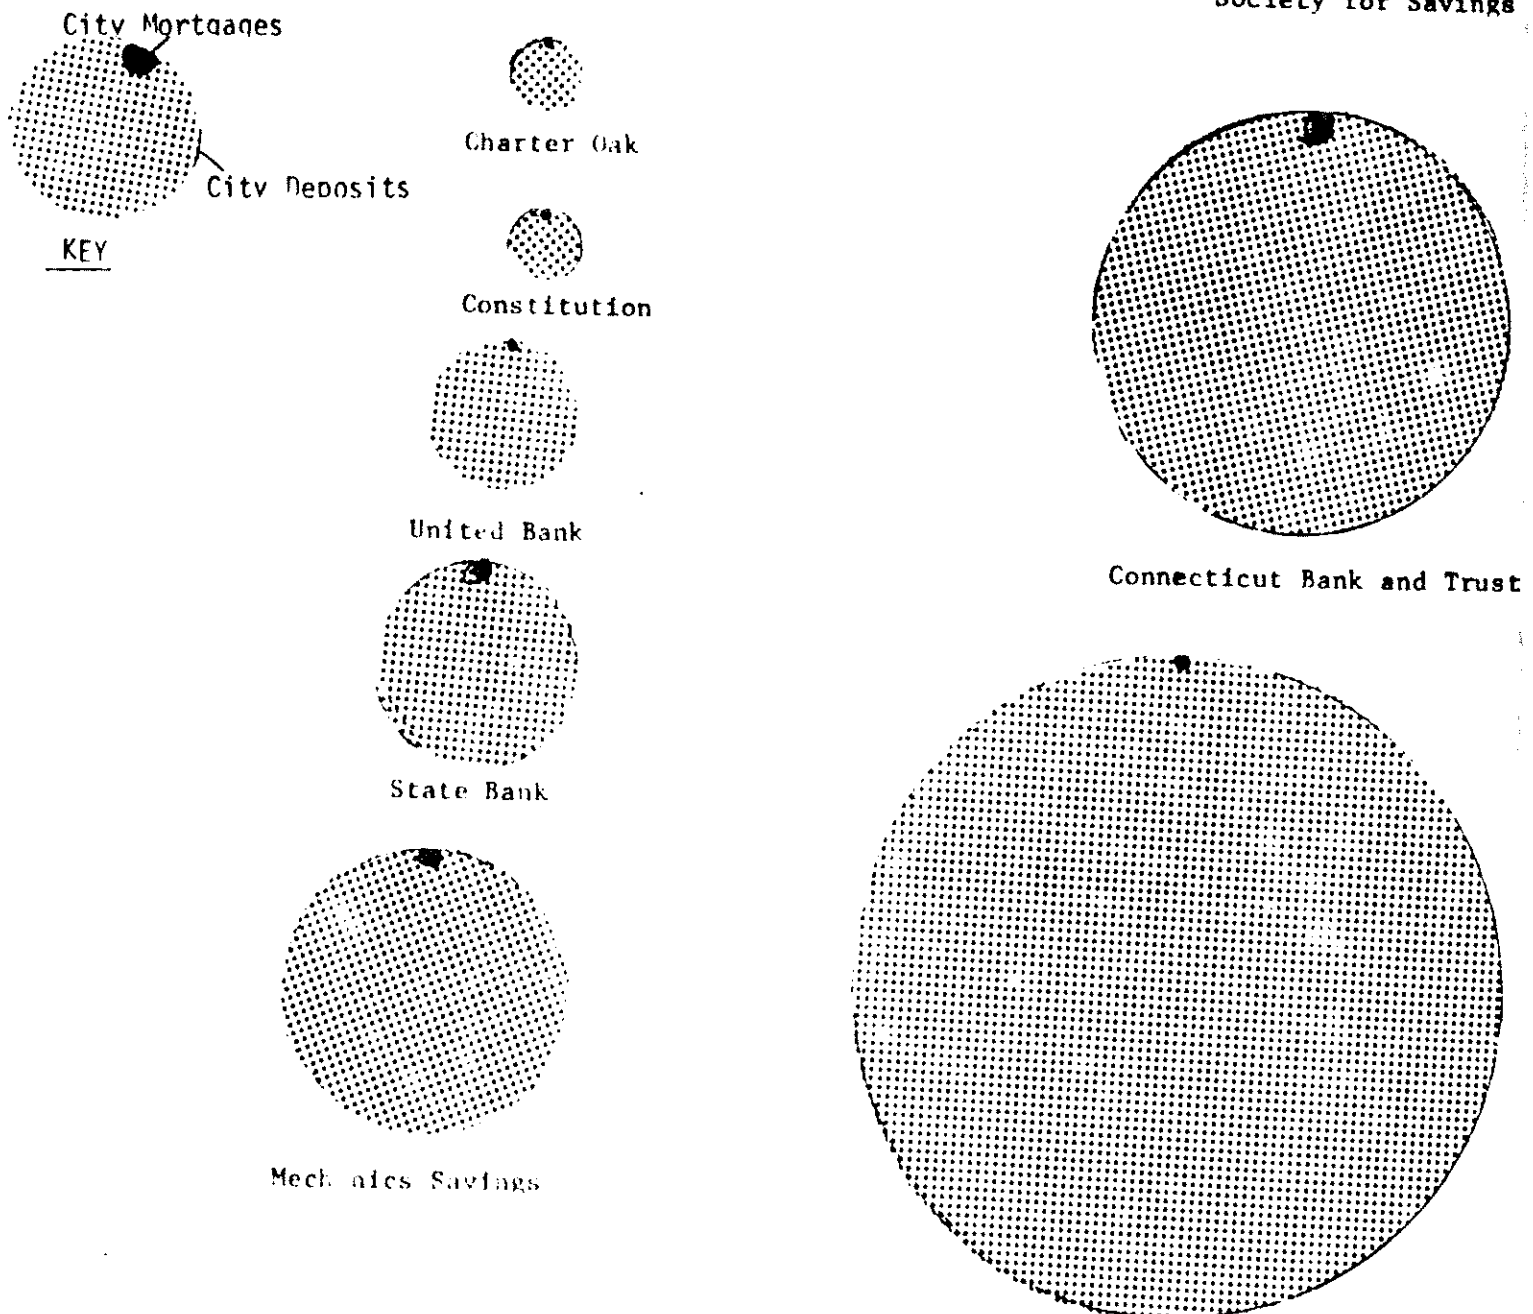 Society for Savings
City Mortgages
City Deposits
KEY
Charter Oak
Constitution
United Bank
State Bank
Connecticut Bank and Trust
Savings